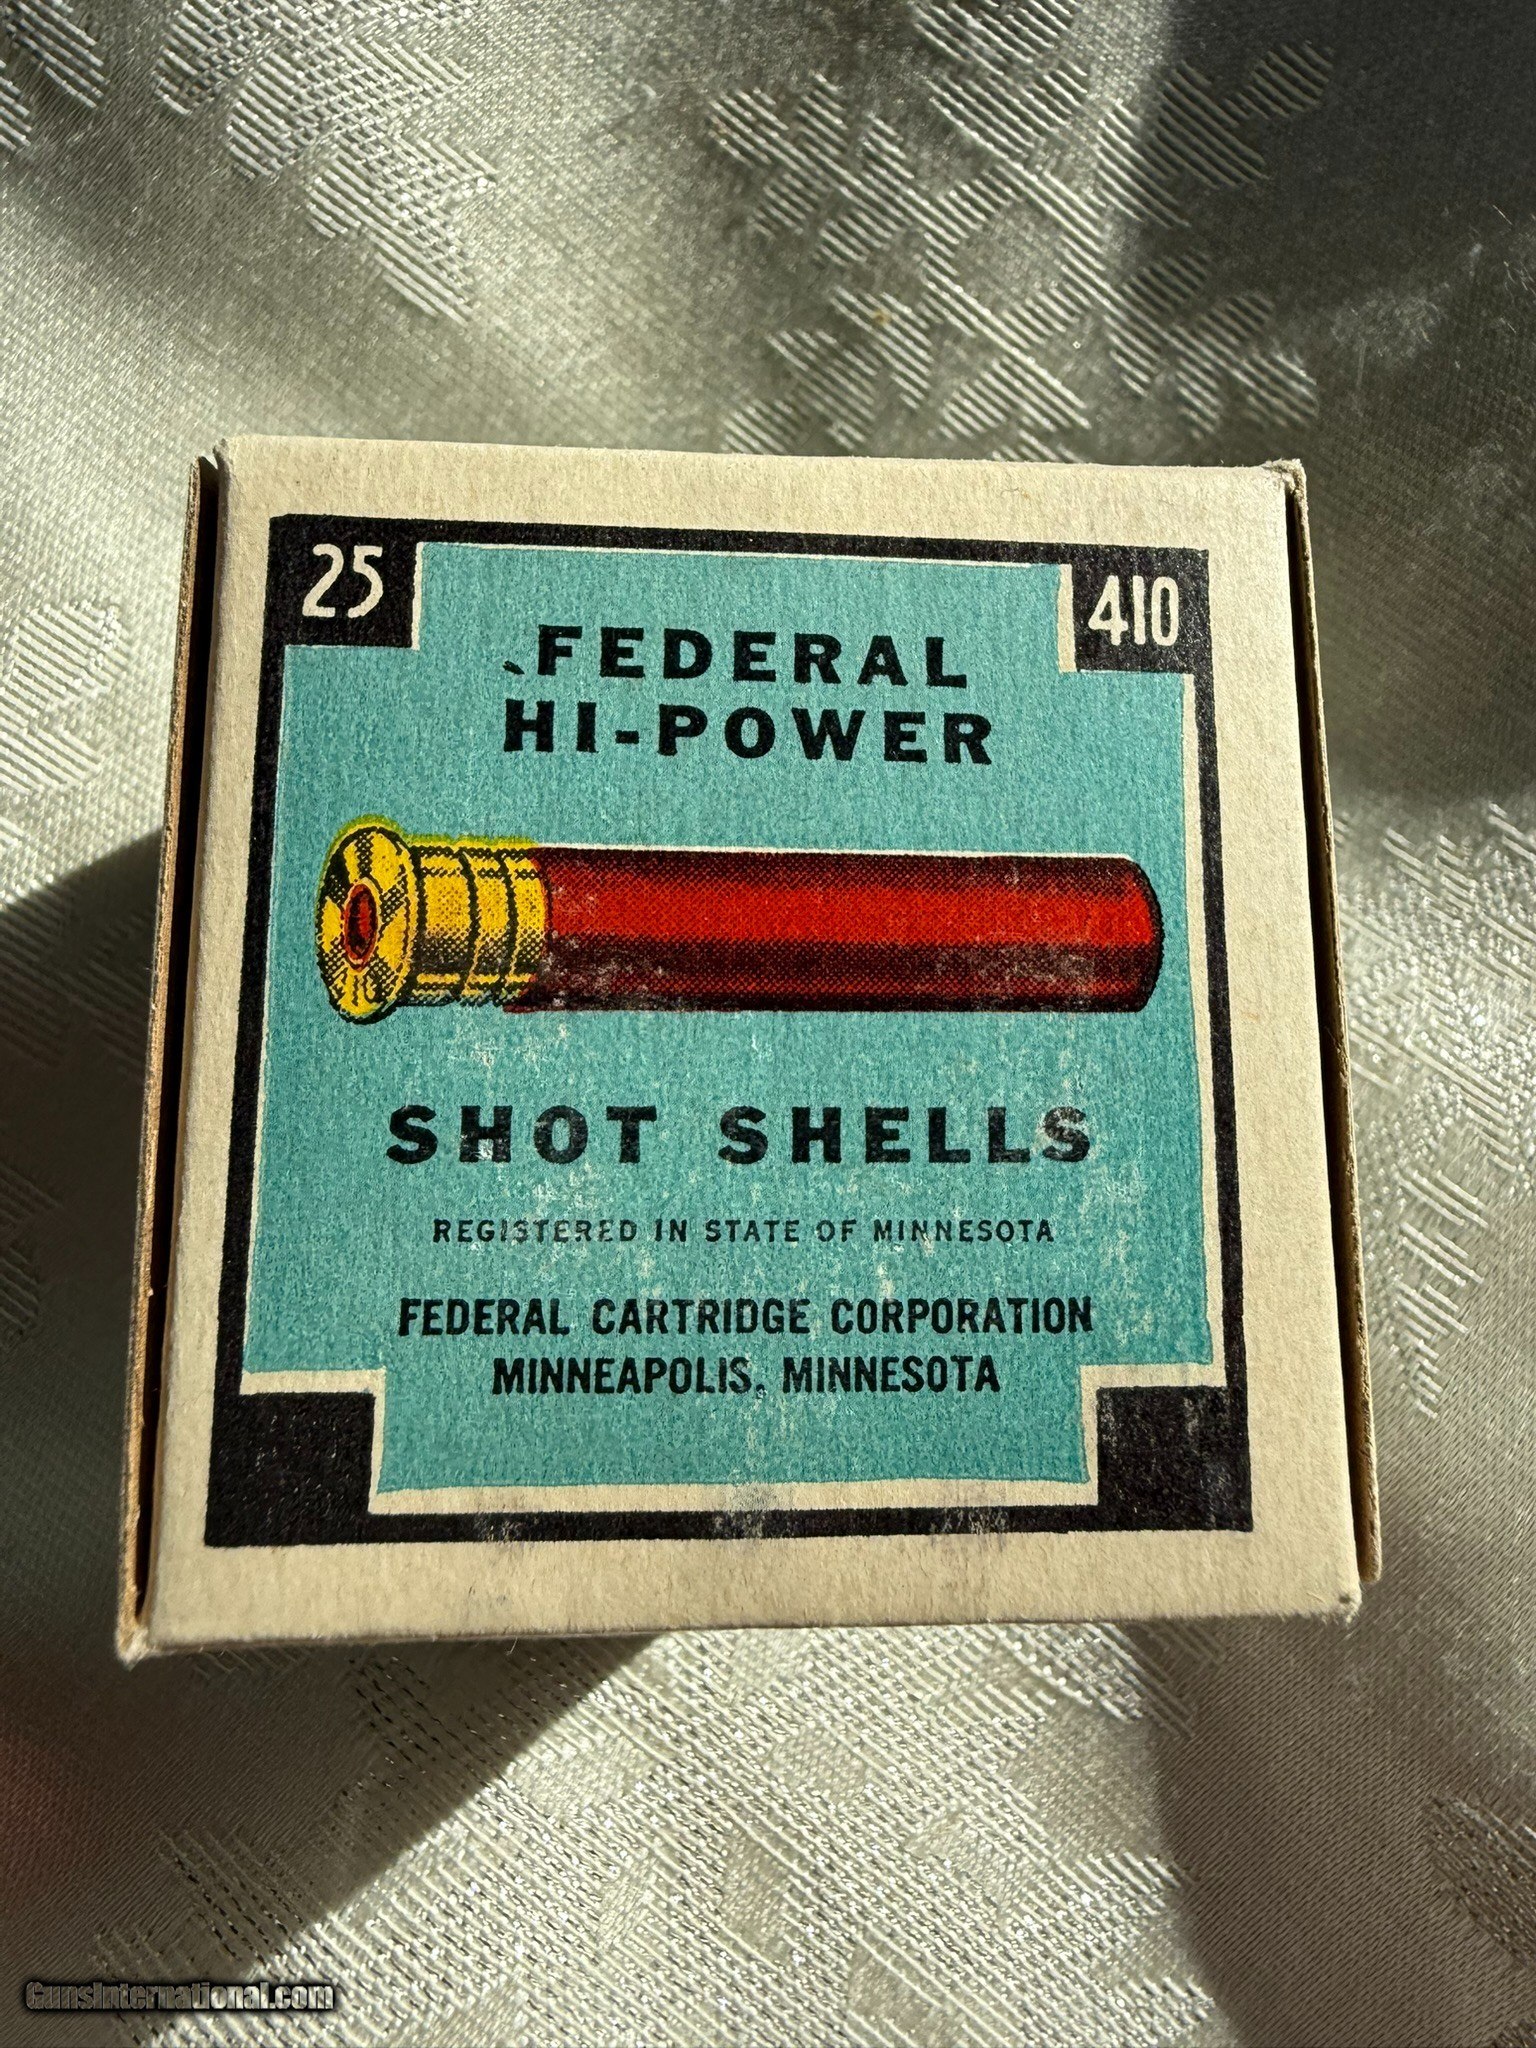 25
410
FEDERAL
HI-POWER
SHOT SHELLS
REGISTERED IN STATE OF MINNESOTA
FEDERAL CARTRIDGE CORPORATION
MINNEAPOLIS, MINNESOTA
GunsInternational.com